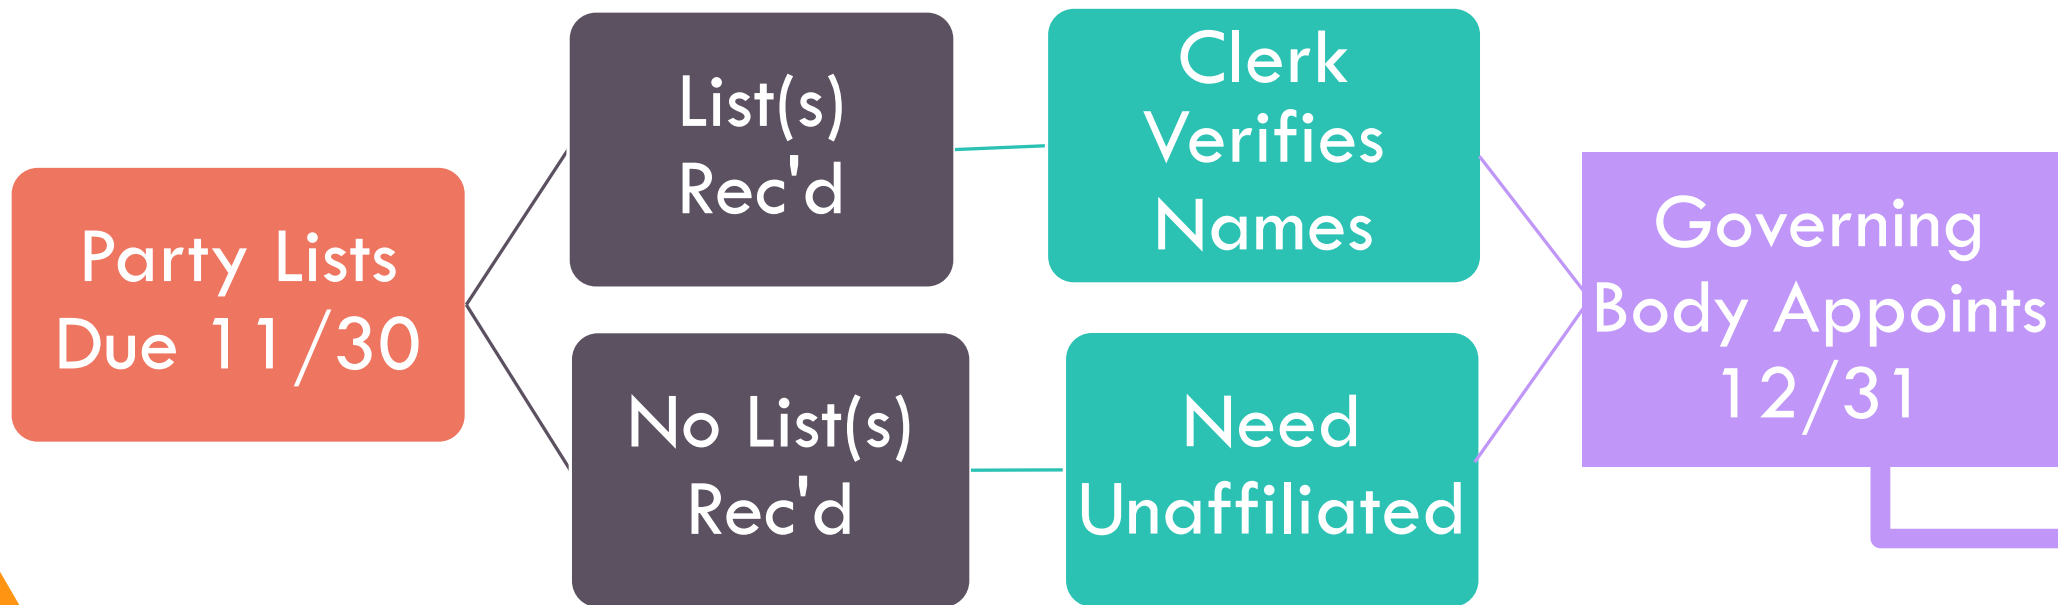 Party Lists
Due 11/30
List(s)
Rec'd
No List(s)
Rec'd
Clerk
Verifies
Names
Need
Unaffiliated
Governing
Body Appoints
12/31